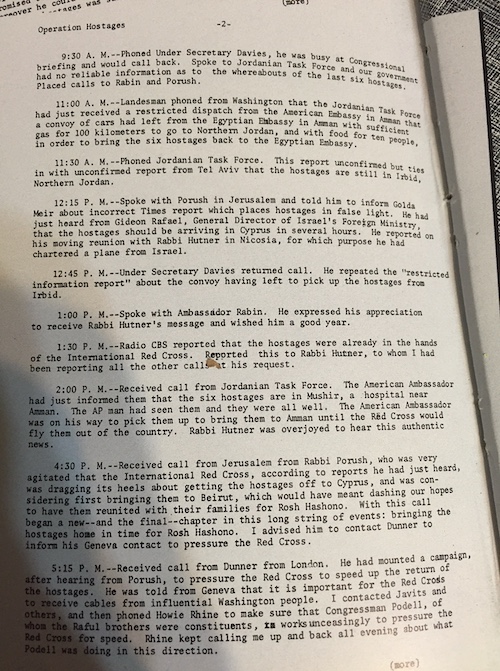 (more)
Operation Hostages -2-
9:30 A. M.--Phoned Under Secretary Davies, he was busy at Congressional
briefing and would call back. Spoke to Jordanian Task Force and our government
had no reliable information as to the whereabouts of the last six hostages.
Placed calls to Rabin and Porush.
11:00 A. M.--Landesman phoned from Washington that the Jordanian Task Force
had just received a restricted dispatch from the American Embassy in Amman that
a convoy of cars had left from the Egyptian Embassy in Amman with sufficient
gas for 100 kilometers to go to Northern Jordan, and with food for ten people,
in order to bring the six hostages back to the Egyptian Embassy.
11:30 A. M.--Phoned Jordanian Task Force. This report unconfirmed but ties
in with unconfirmed report from Tel Aviv that the hostages are still in Irbid,
Northern Jordan.
12:15 P. M.--Spoke with Porush in Jerusalem and told him to inform Golda
Meir about incorrect Times report which places hostages in false light. He had
just heard from Gideon Rafael, General Director of Israel's Foreign Ministry,
that the hostages should be arriving in Cyprus in several hours. He reported on
his moving reunion with Rabbi Hutner in Nicosia, for which purpose he had
chartered a plane from Israel.
12:45 P. M.--Under Secretary Davies returned call. He repeated the "restricted
information report" about the convoy having left to pick up the hostages from
Irbid.
1:00 P. M.--Spoke with Ambassador Rabin. He expressed his appreciation
to receive Rabbi Hutner's message and wished him a good year.
1:30 P. M.--Radio CBS reported that the hostages were already in the hands
of the International Red Cross. Reported this to Rabbi Hutner, to whom I had
been reporting all the other calls at his request.
2:00 P. M.--Received call from Jordanian Task Force. The American Ambassador
had just informed them that the six hostages are in Mushir, a hospital near
Amman. The AP man had seen them and they were all well. The American Ambassador
was on his way to pick them up to bring them to Amman until the Red Cross would
fly them out of the country. Rabbi Hutner was overjoyed to hear this authentic
news.
4:30 P. M.--Received call from Jerusalem from Rabbi Porush, who was very
agitated that the International Red Cross, according to reports he had just heard,
was dragging its heels about getting the hostages off to Cyprus, and was con-
sidering first bringing them to Beirut, which would have meant dashing our hopes
to have them reunited with their families for Rosh Hashono. With this call
began a new--and the final--chapter in this long string of events: bringing the
hostages home in time for Rosh Hashono. I advised him to contact Dunner to
inform his Geneva contact to pressure the Red Cross.
5:15 P. M.--Received call from Dunner from London. He had mounted a campaign,
after hearing from Porush, to pressure the Red Cross to speed up the return of
the hostages. He was told from Geneva that it is important for the Red Cross
to receive cables from influential Washington people. I contacted Javits and
others, and then phoned Howie Rhine to make sure that Congressman Podell, of
whom the Raful brothers were constituents, works unceasingly to pressure the
Red Cross for speed. Rhine kept calling me up and back all evening about what
Podell was doing in this direction.
(more)